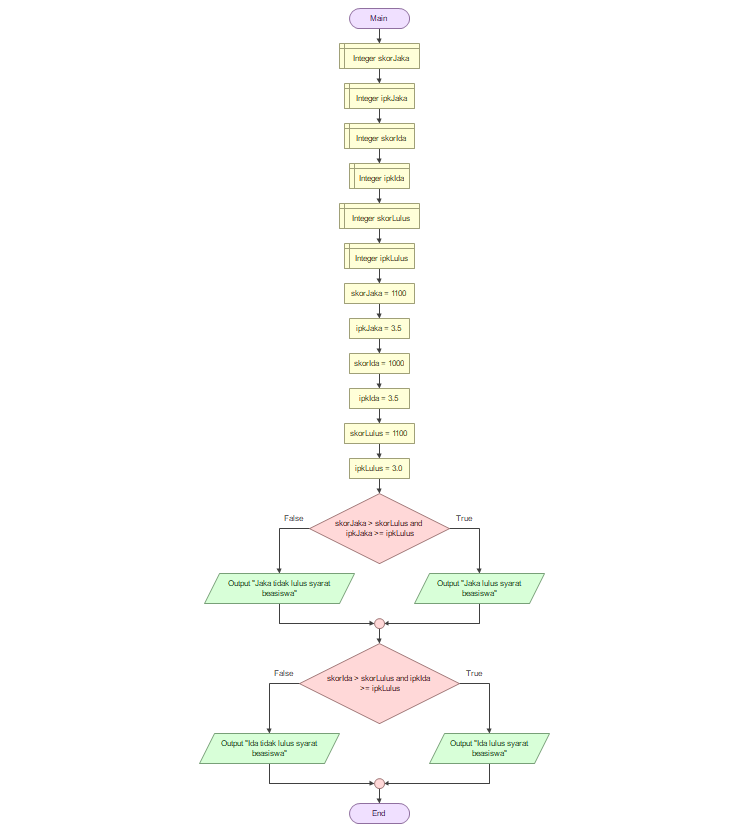 Main
Integer skorJaka
Integer ipkJaka
Integer skorIda
Integer ipkIda
Integer skorLulus
Integer ipkLulus
skorJaka = 1100
ipkJaka = 3.5
skorIda = 1000
ipkIda = 3.5
skorLulus = 1100
ipkLulus = 3.0
False
True
skorJaka > skorLulus and
ipkJaka >= ipkLulus
Output "Jaka tidak lulus syarat
beasiswa"
Output "Jaka lulus syarat
beasiswa"
False
True
skorIda > skorLulus and ipkIda
>= ipkLulus
Output "Ida tidak lulus syarat
beasiswa"
Output "Ida lulus syarat
beasiswa"
End